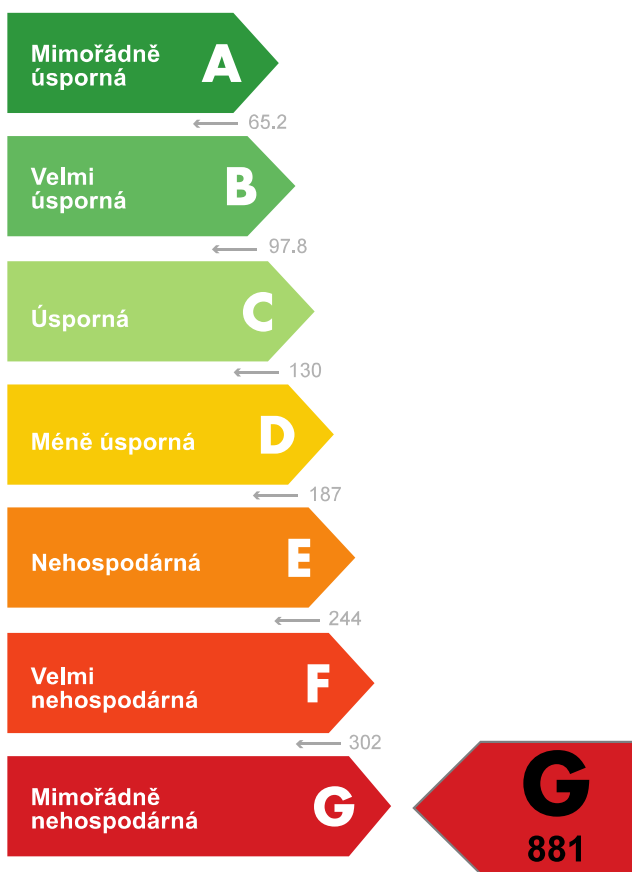 Mimořádně
úsporná
A
65.2
Velmi
úsporná
B
97.8
Úsporná
C
130
Méně úsporná
D
187
Nehospodárná
E
244
Velmi
nehospodárná
F
302
Mimořádně
nehospodárná
G
G
881